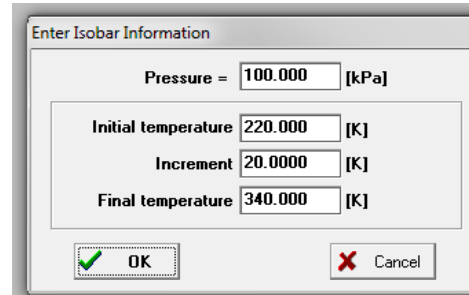 Enter Isobar Information
Pressure = 100.000 [kPa]
Initial temperature 220.000 [K]
Increment 20.0000 [K]
Final temperature 340.000 [K]
OK Cancel